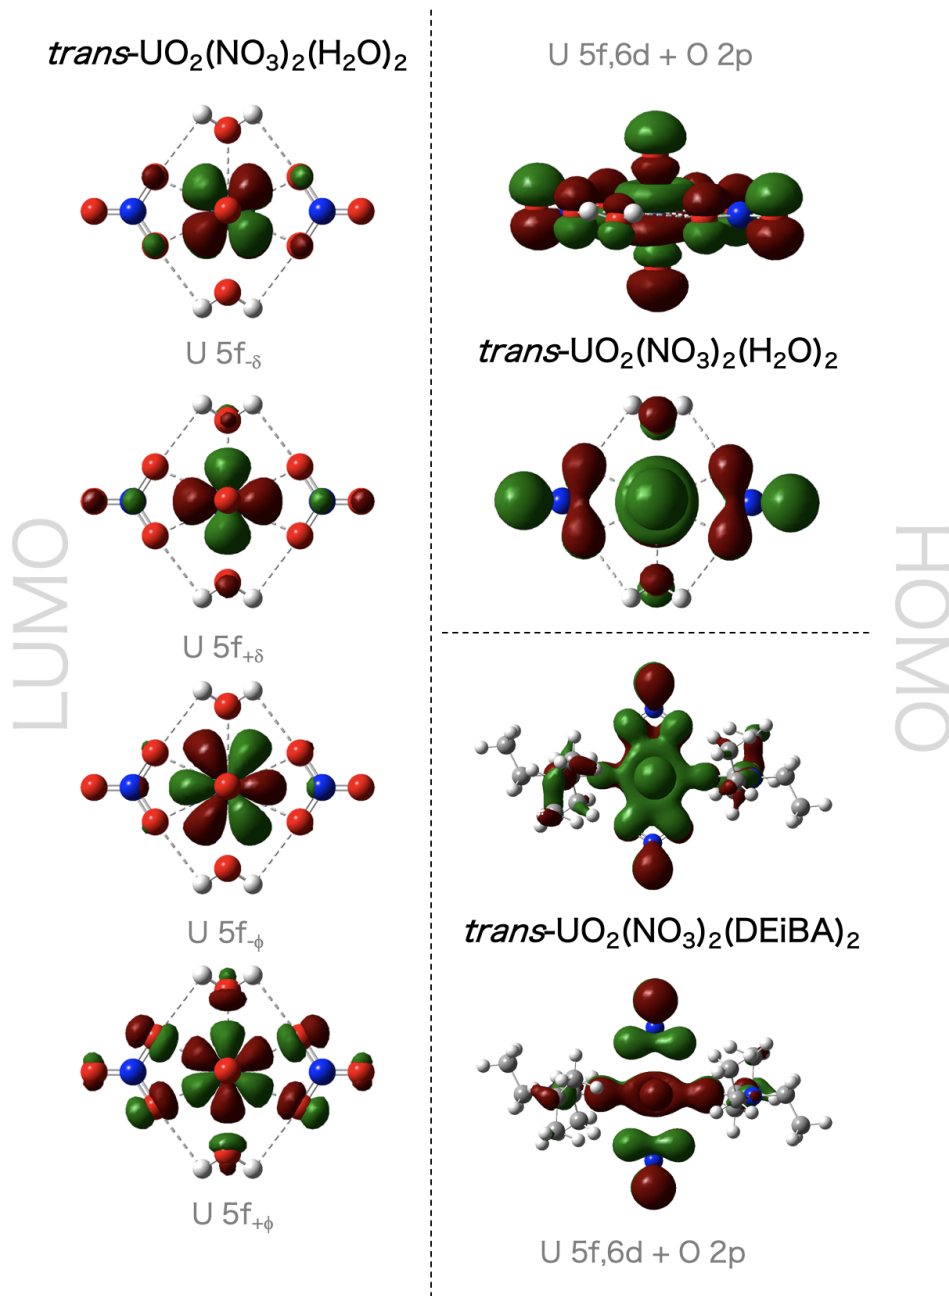 trans-UO₂(NO₃)₂(H₂O)₂
U 5f-δ
U 5f+δ
U 5f-ϕ
U 5f+ϕ
LUMO
U 5f,6d + O 2p
trans-UO₂(NO₃)₂(H₂O)₂
trans-UO₂(NO₃)₂(DEiBA)₂
U 5f,6d + O 2p
HOMO